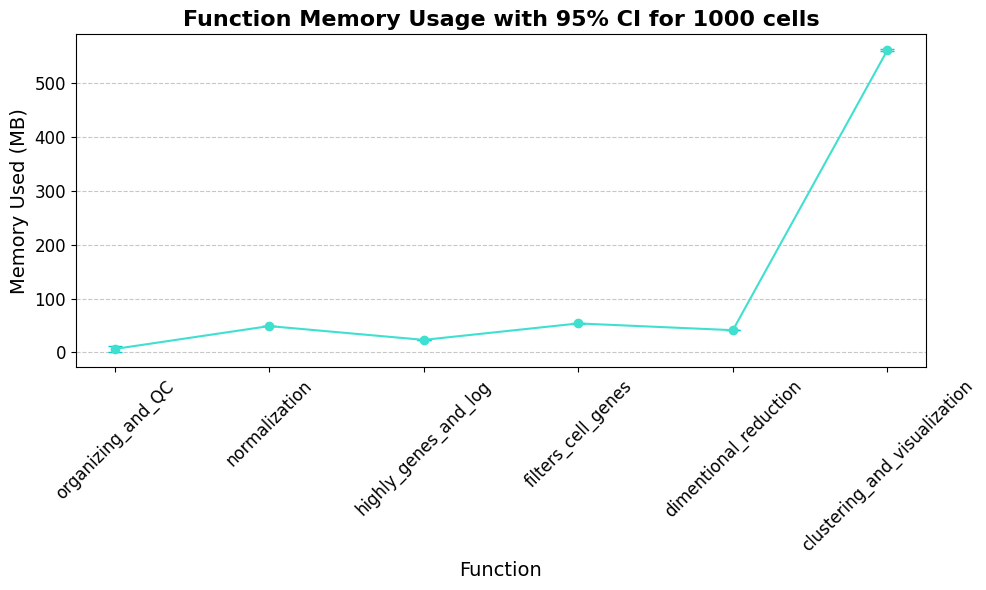 Function Memory Usage with 95% CI for 1000 cells
Memory Used (MB)
500
400
300
200
100
0
organizing_and_QC
normalization
highly_genes_and_log
filters_cell_genes
dimentional_reduction
clustering_and_visualization
Function